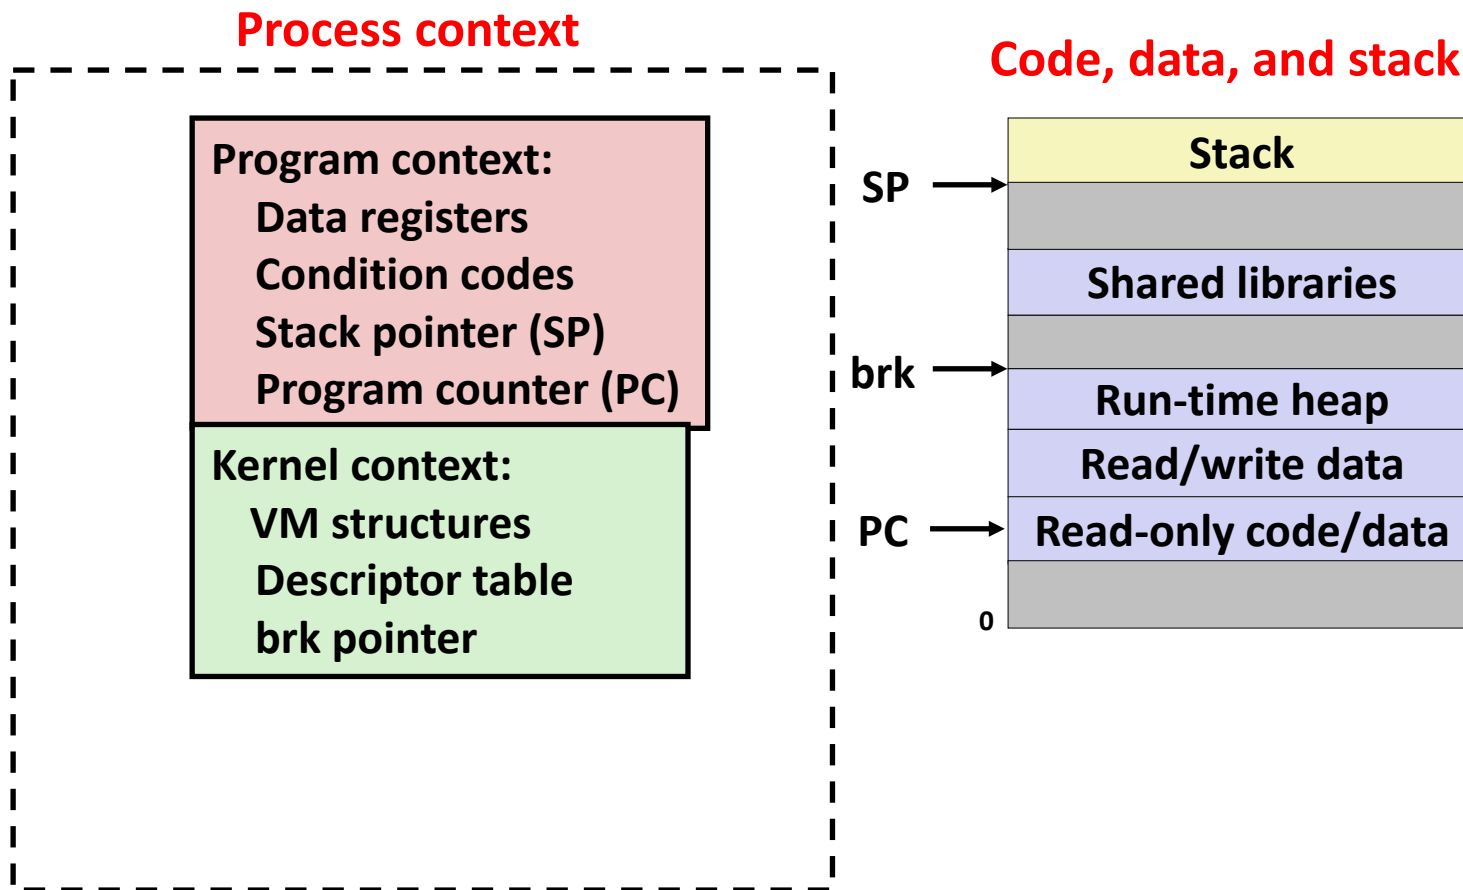 Process context
Program context:
Data registers
Condition codes
Stack pointer (SP)
Program counter (PC)
Kernel context:
VM structures
Descriptor table
brk pointer
Code, data, and stack
Stack
SP
Shared libraries
brk
Run-time heap
Read/write data
PC
Read-only code/data
0